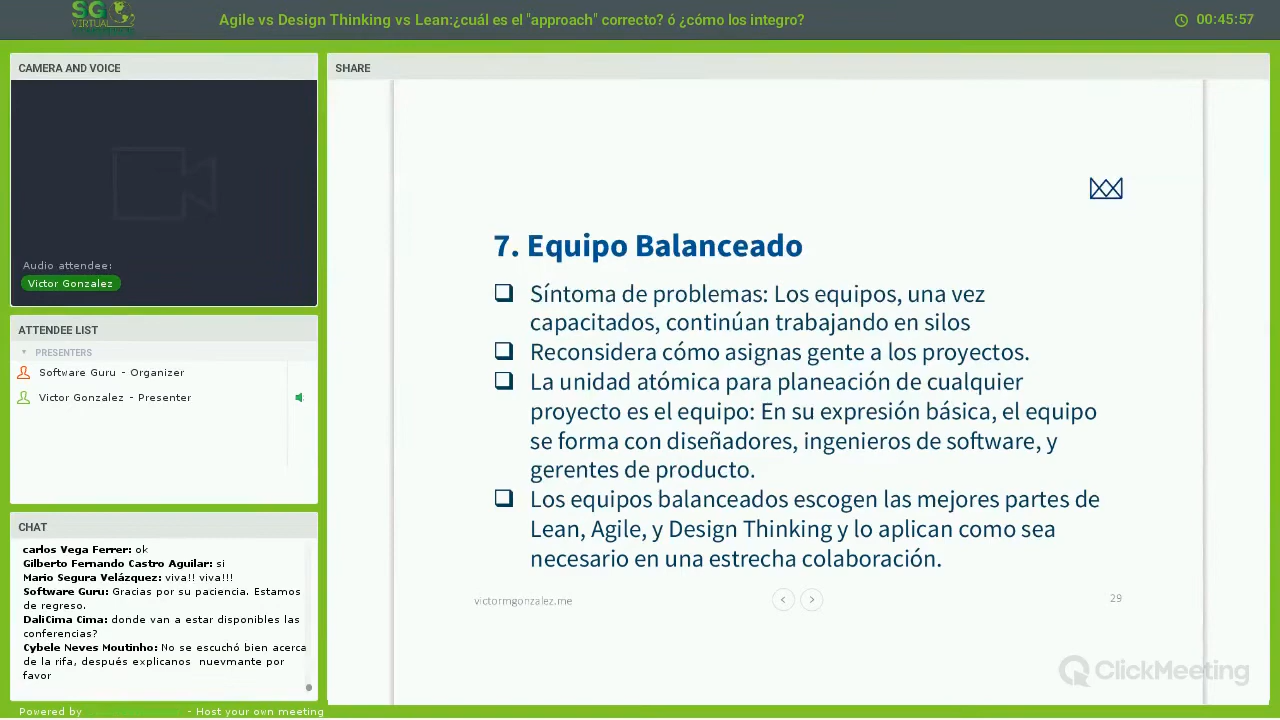 SG
VIRTUAL
Agile vs Design Thinking vs Lean:¿cuál es el "approach" correcto? ó ¿cómo los integro?
00:45:57
CAMERA AND VOICE
Audio attendee:
Victor Gonzalez
ATTENDEE LIST
PRESENTERS
Software Guru - Organizer
Victor Gonzalez - Presenter
CHAT
carlos Vega Ferrer: ok
Gilberto Fernando Castro Aguilar: si
Mario Segura Velázquez: viva!! viva!!!
Software Guru: Gracias por su paciencia. Estamos
de regreso.
DaliCima Cima: donde van a estar disponibles las
conferencias?
Cybele Neves Moutinho: No se escuchó bien acerca
de la rifa, después explicanos nuevmante por
favor
Powered by
- Host your own meeting
SHARE
7. Equipo Balanceado
❑ Síntoma de problemas: Los equipos, una vez
capacitados, continúan trabajando en silos
❑ Reconsidera cómo asignas gente a los proyectos.
❑ La unidad atómica para planeación de cualquier
proyecto es el equipo: En su expresión básica, el equipo
se forma con diseñadores, ingenieros de software, y
gerentes de producto.
❑ Los equipos balanceados escogen las mejores partes de
Lean, Agile, y Design Thinking y lo aplican como sea
necesario en una estrecha colaboración.
victormgonzalez.me
29
ClickMeeting